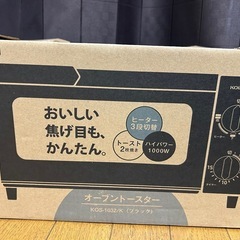 おいしい
焦げ目も、
かんたん。
ヒーター
3段切替
トースト
2枚焼き
ハイパワー
1000W
オーブントースター